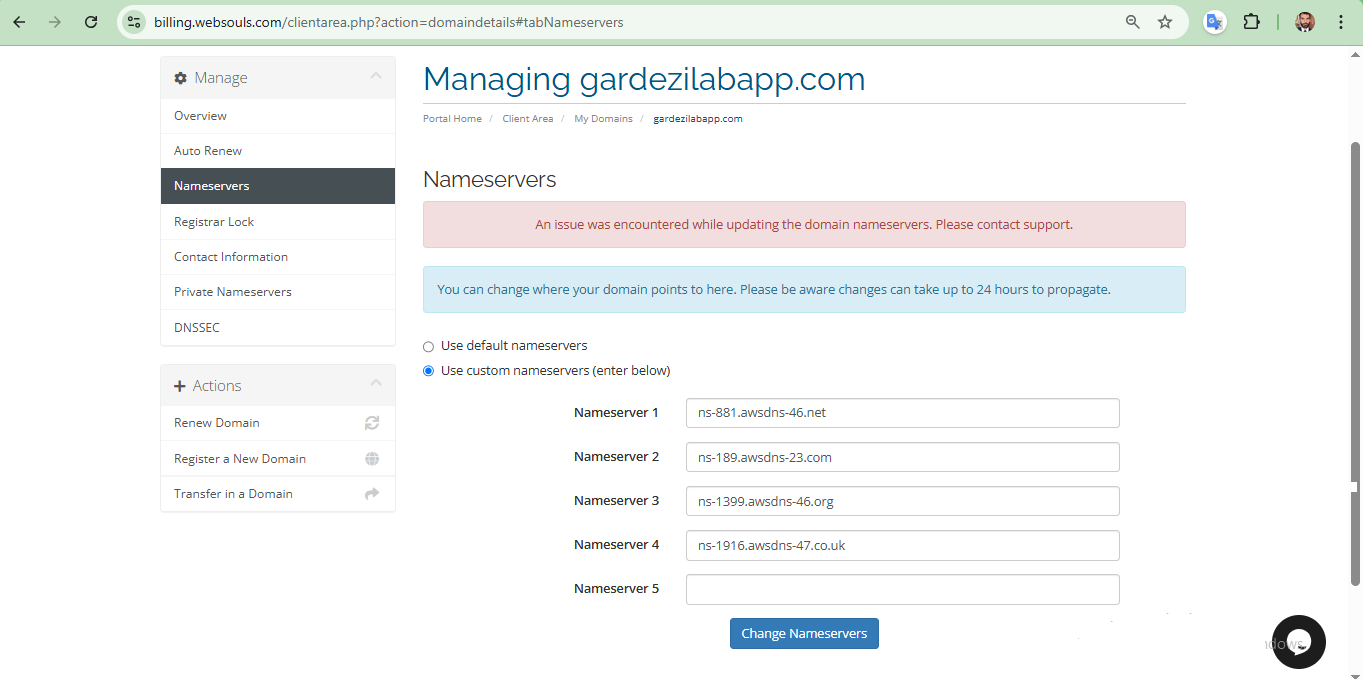 billing.websouls.com/clientarea.php?action=domaindetails#tabNameservers
Manage
Overview
Auto Renew
Nameservers
Registrar Lock
Contact Information
Private Nameservers
DNSSEC
Actions
Renew Domain
Register a New Domain
Transfer in a Domain
Managing gardezilabapp.com
Portal Home / Client Area / My Domains / gardezilabapp.com
Nameservers
An issue was encountered while updating the domain nameservers. Please contact support.
You can change where your domain points to here. Please be aware changes can take up to 24 hours to propagate.
Use default nameservers
Use custom nameservers (enter below)
Nameserver 1 ns-881.awsdns-46.net
Nameserver 2 ns-189.awsdns-23.com
Nameserver 3 ns-1399.awsdns-46.org
Nameserver 4 ns-1916.awsdns-47.co.uk
Nameserver 5
Change Nameservers